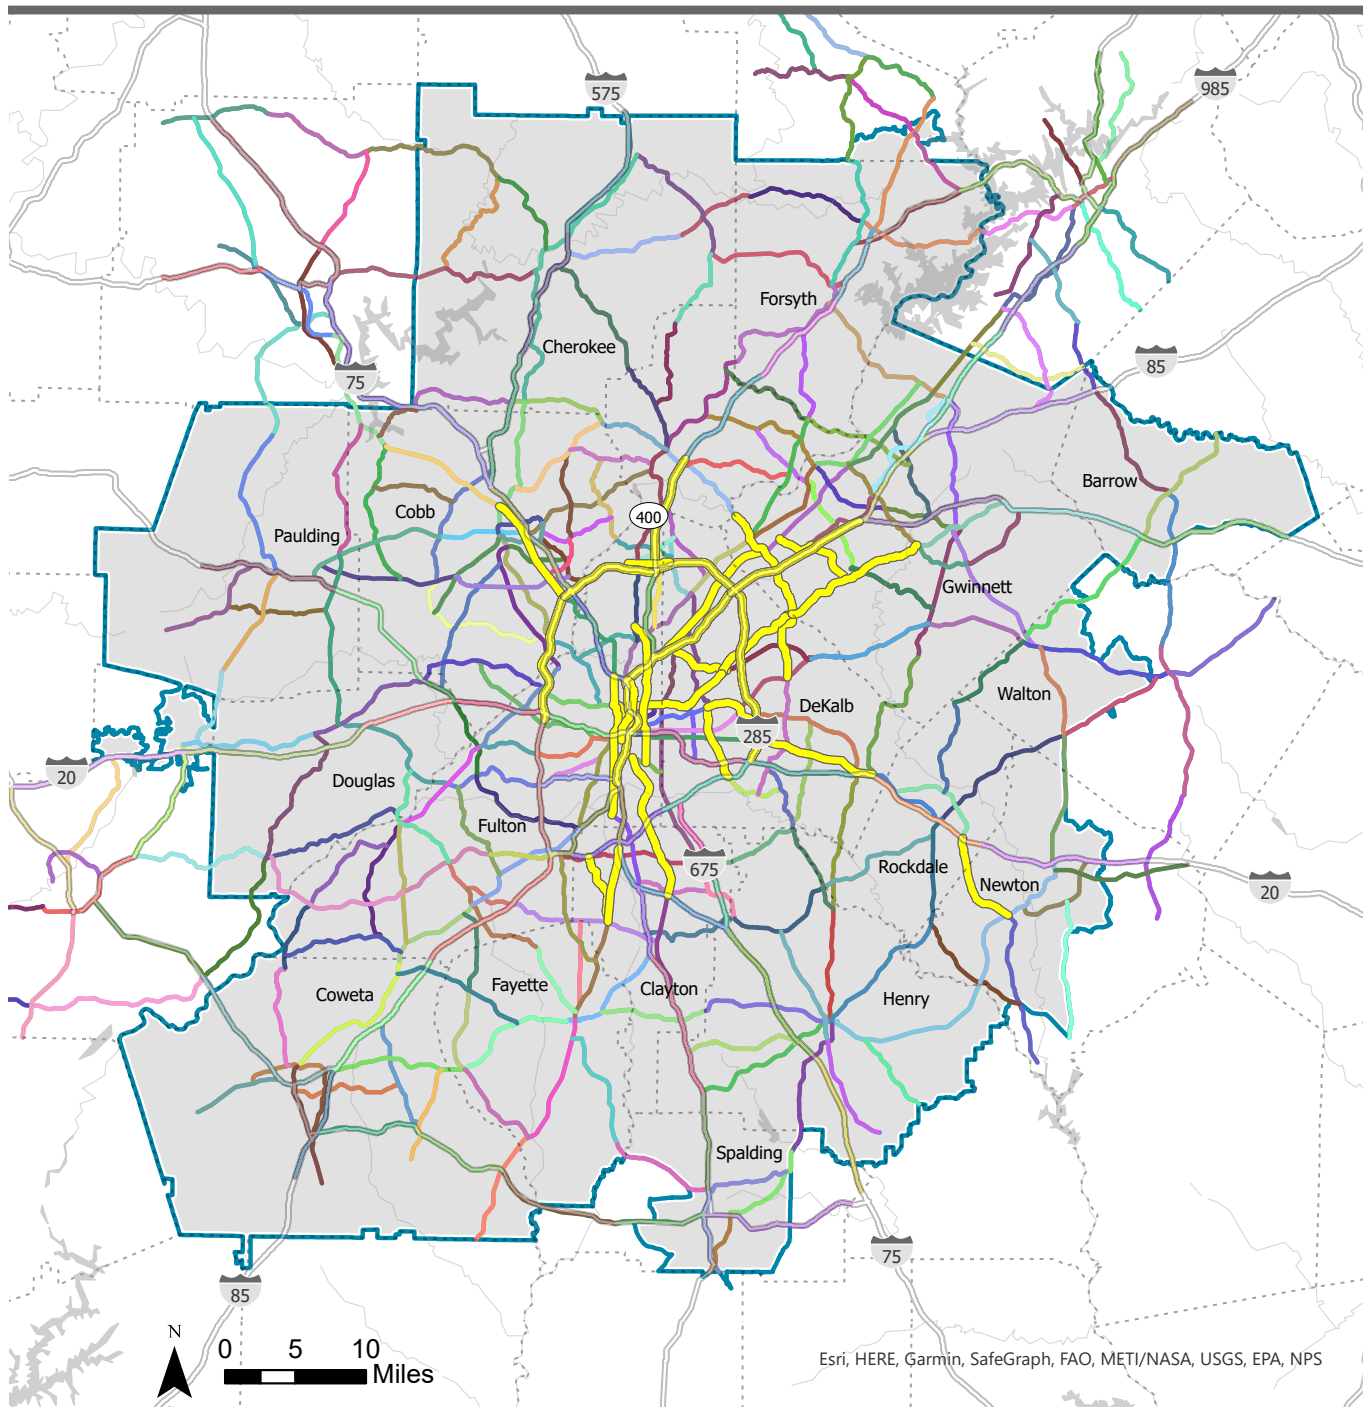 575
985
Forsyth
Cherokee
85
75
Barrow
Cobb
400
Paulding
Gwinnett
Walton
DeKalb
285
20
Douglas
Fulton
675
Rockdale
Newton
20
Coweta
Fayette
Clayton
Henry
Spalding
75
85
N
0 5 10
Miles
Esri, HERE, Garmin, SafeGraph, FAO, METI/NASA, USGS, EPA, NPS